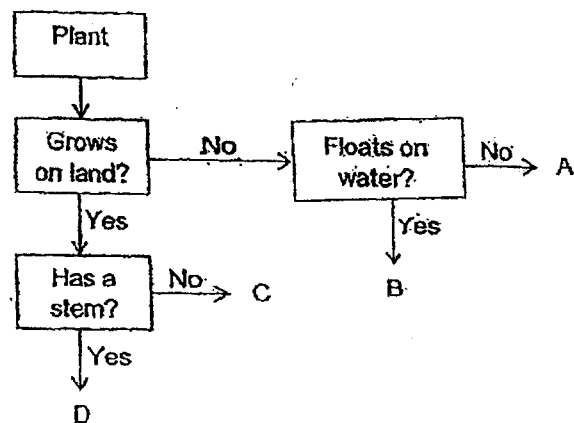 Plant
Grows
on land?
No
Floats on
water?
No
A
Yes
Yes
B
Has a
stem?
No
C
Yes
D